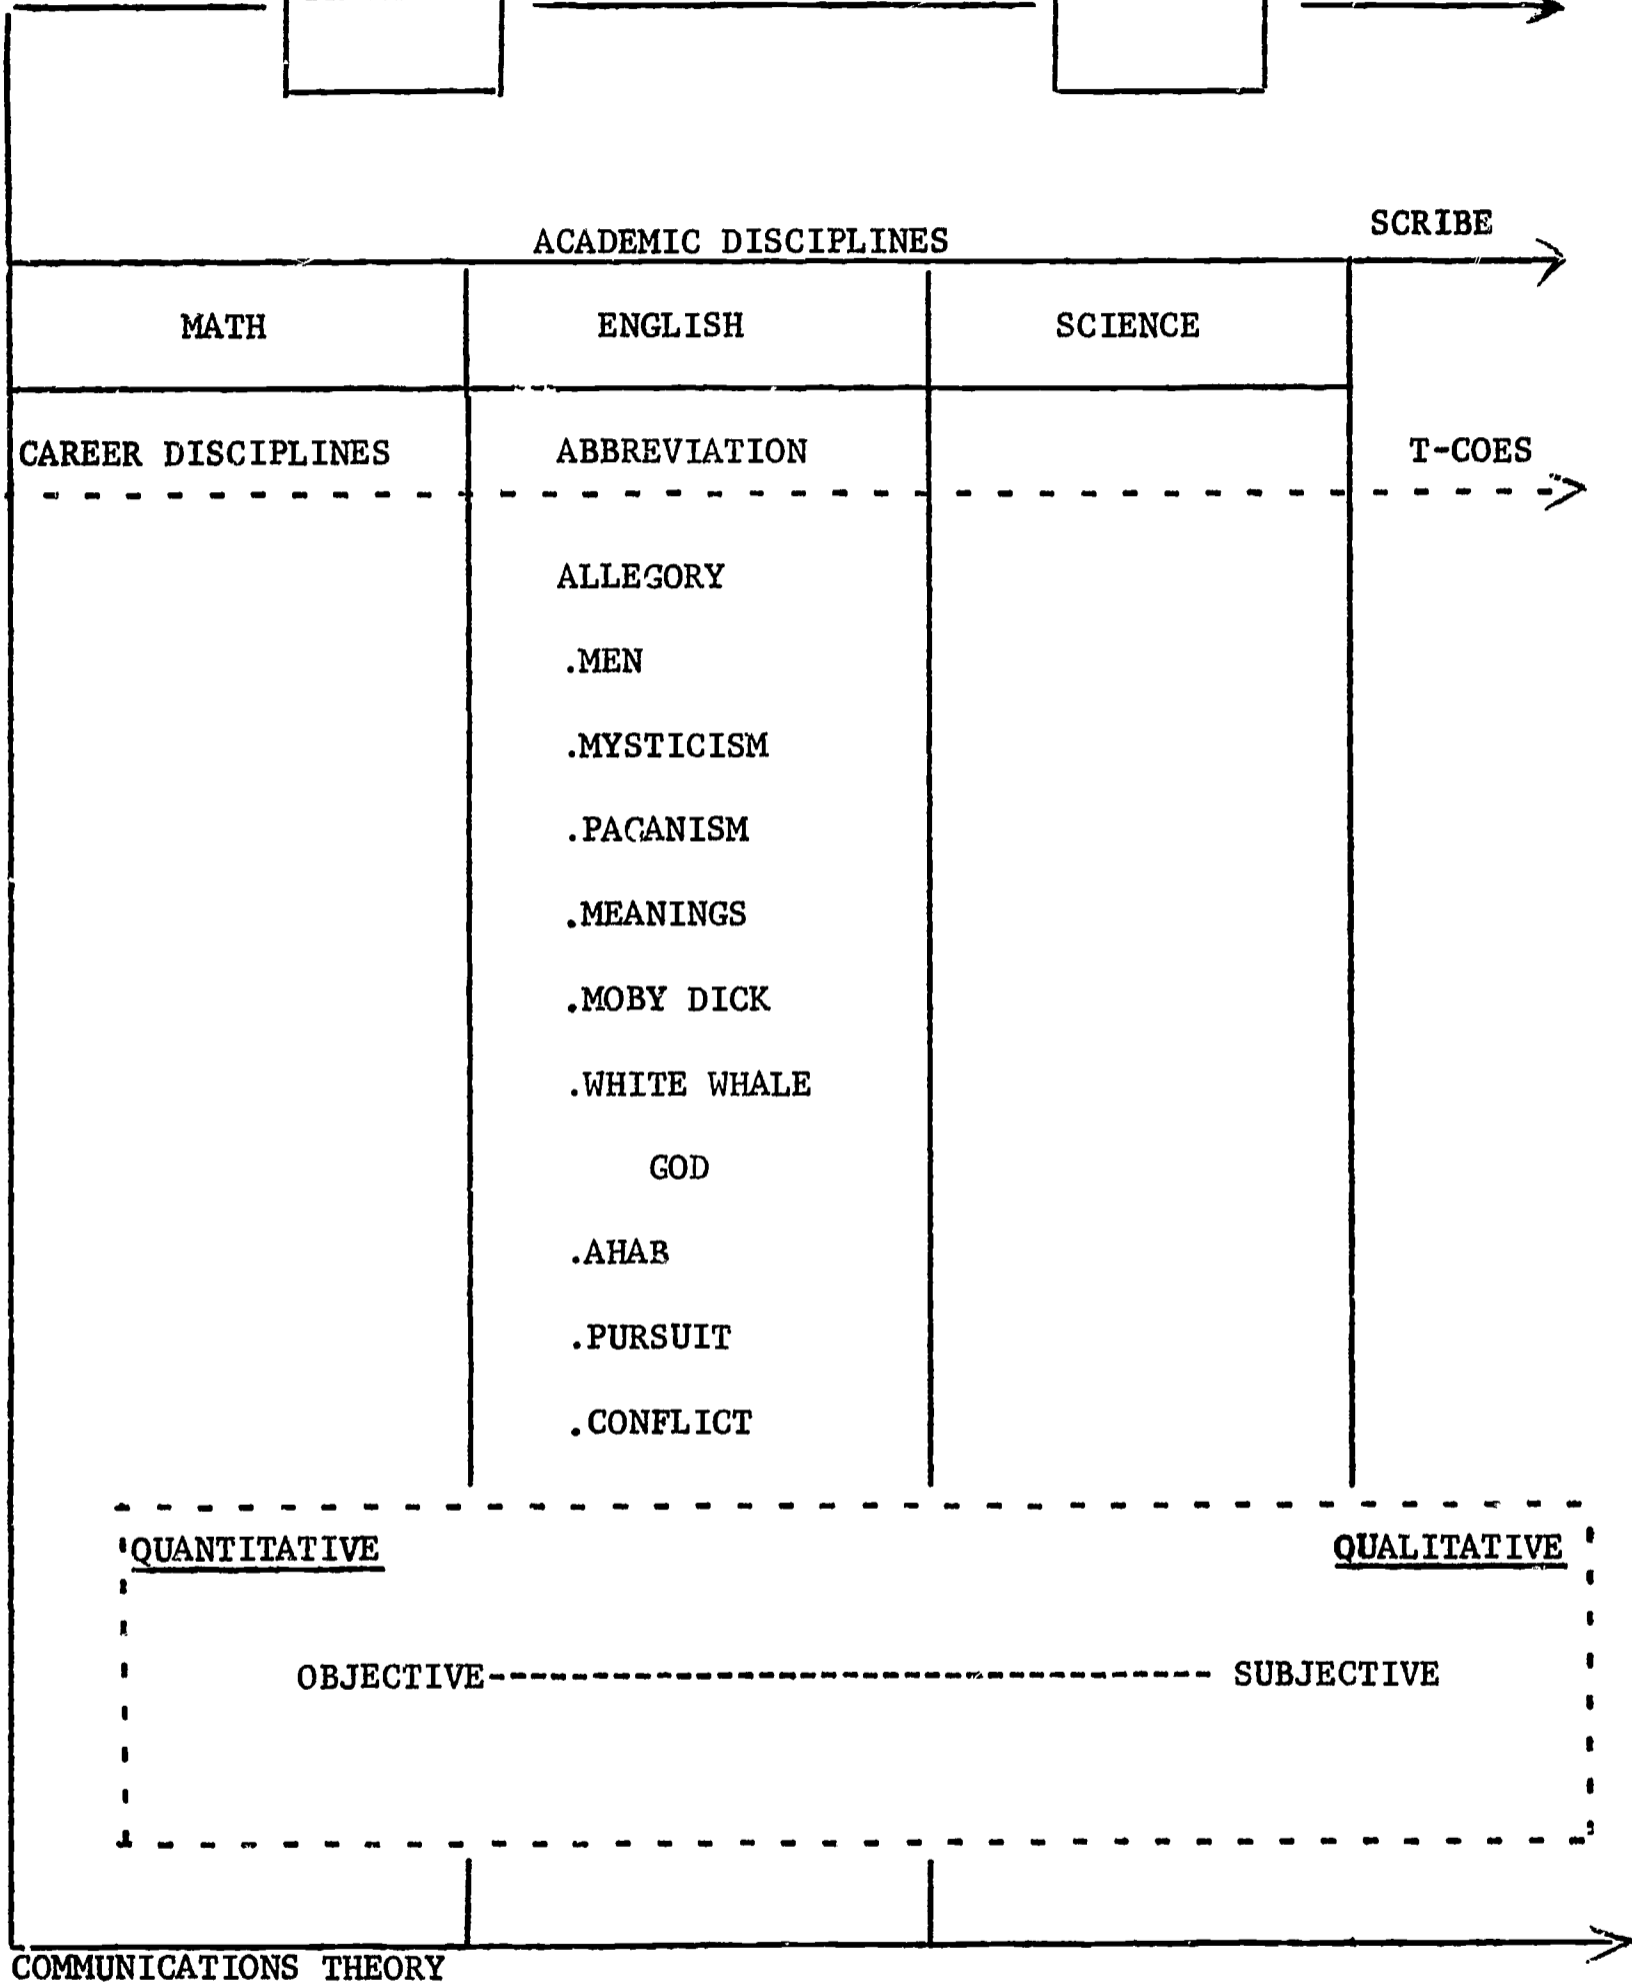 SCRIBE
ACADEMIC DISCIPLINES
MATH ENGLISH SCIENCE
CAREER DISCIPLINES ABBREVIATION T-COES
ALLEGORY
.MEN
.MYSTICISM
.PAGANISM
.MEANINGS
.MOBY DICK
.WHITE WHALE
GOD
.AHAB
.PURSUIT
.CONFLICT
QUANTITATIVE QUALITATIVE
OBJECTIVE----------------------------------- SUBJECTIVE
COMMUNICATIONS THEORY